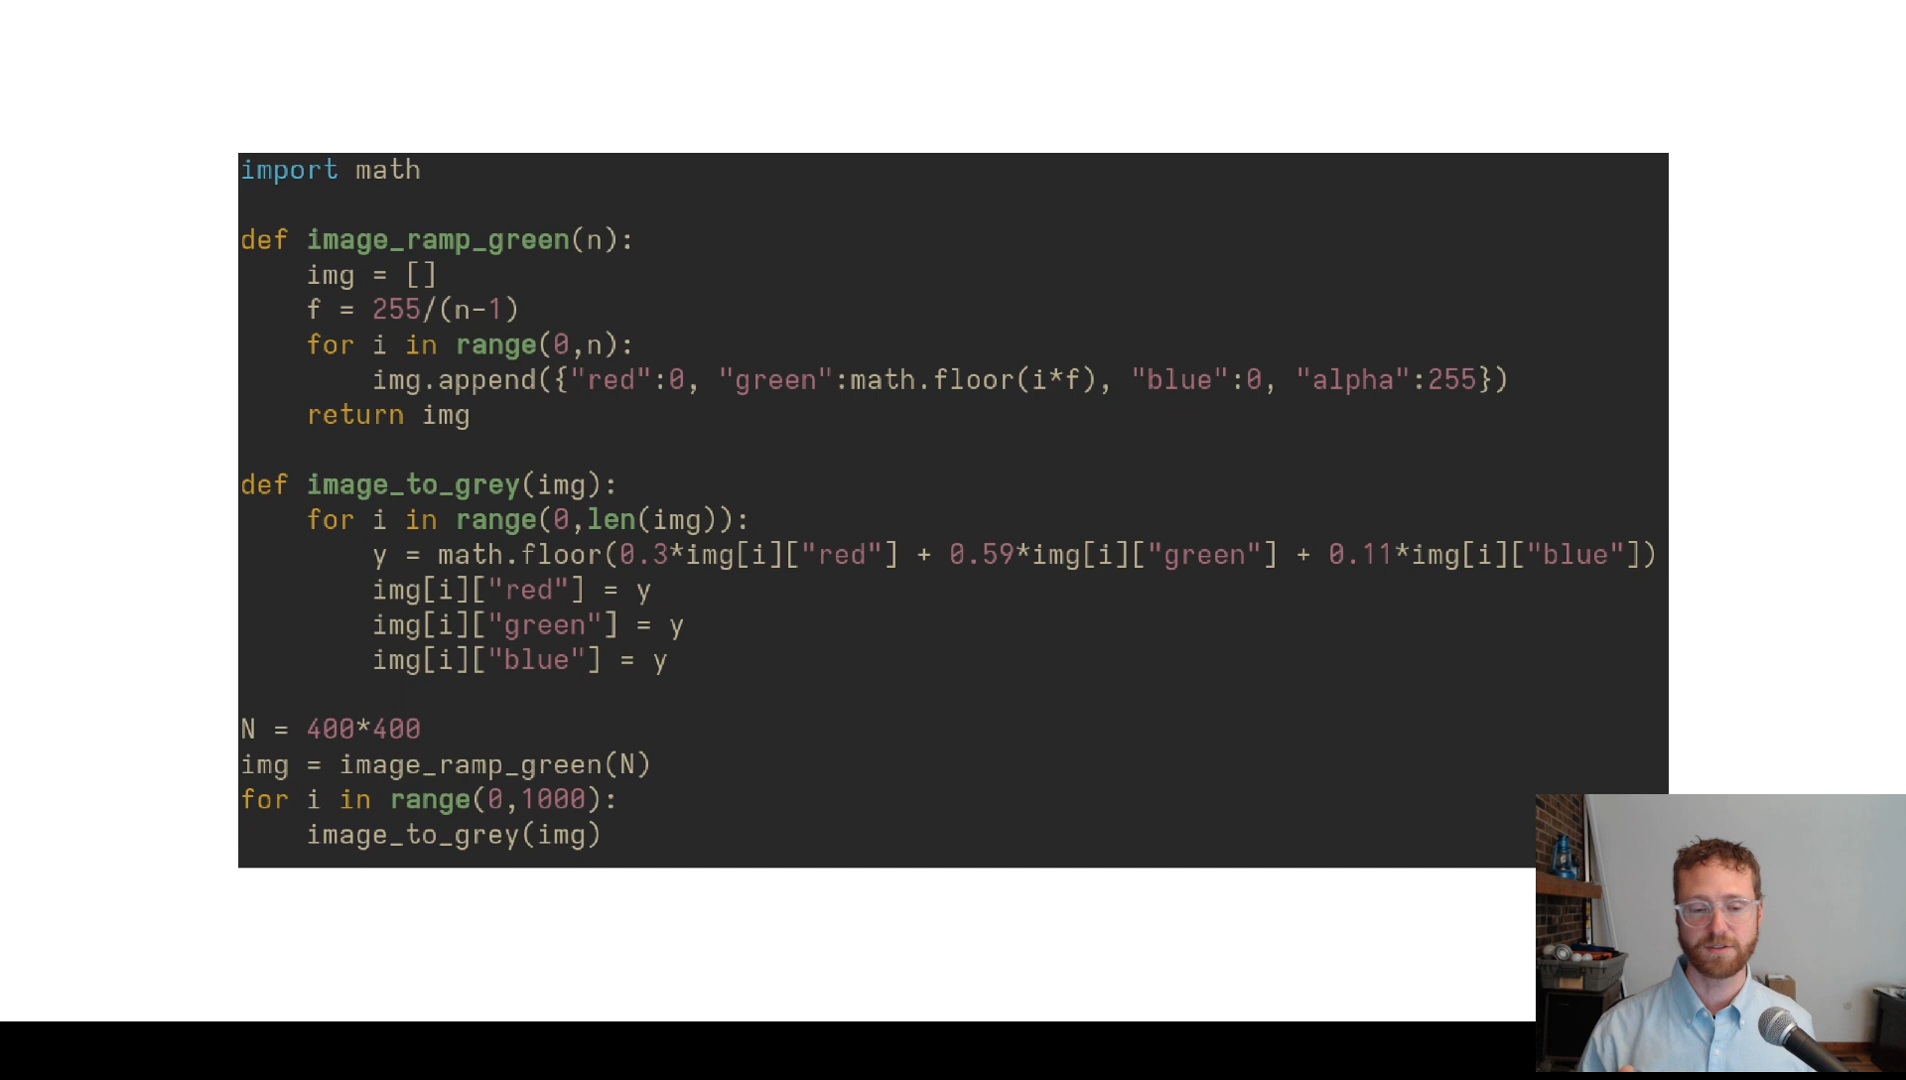 import math
def image_ramp_green(n):
    img = []
    f = 255/(n-1)
    for i in range(0,n):
        img.append({"red":0, "green":math.floor(i*f), "blue":0, "alpha":255})
    return img
def image_to_grey(img):
    for i in range(0,len(img)):
        y = math.floor(0.3*img[i]["red"] + 0.59*img[i]["green"] + 0.11*img[i]["blue"])
        img[i]["red"] = y
        img[i]["green"] = y
        img[i]["blue"] = y
N = 400*400
img = image_ramp_green(N)
for i in range(0,1000):
    image_to_grey(img)